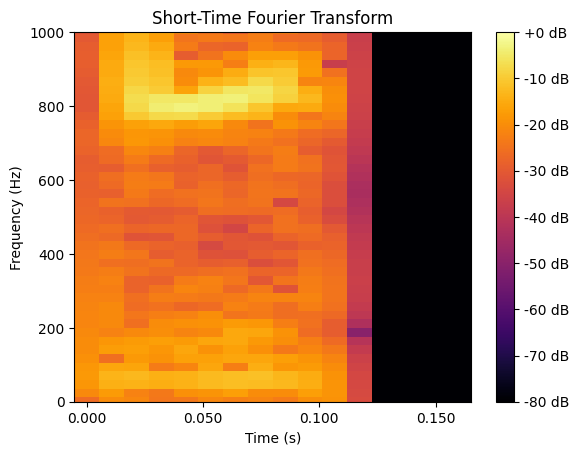 Short-Time Fourier Transform
1000
800
600
400
200
0
Frequency (Hz)
0.000
0.050
0.100
0.150
Time (s)
+0 dB
-10 dB
-20 dB
-30 dB
-40 dB
-50 dB
-60 dB
-70 dB
-80 dB